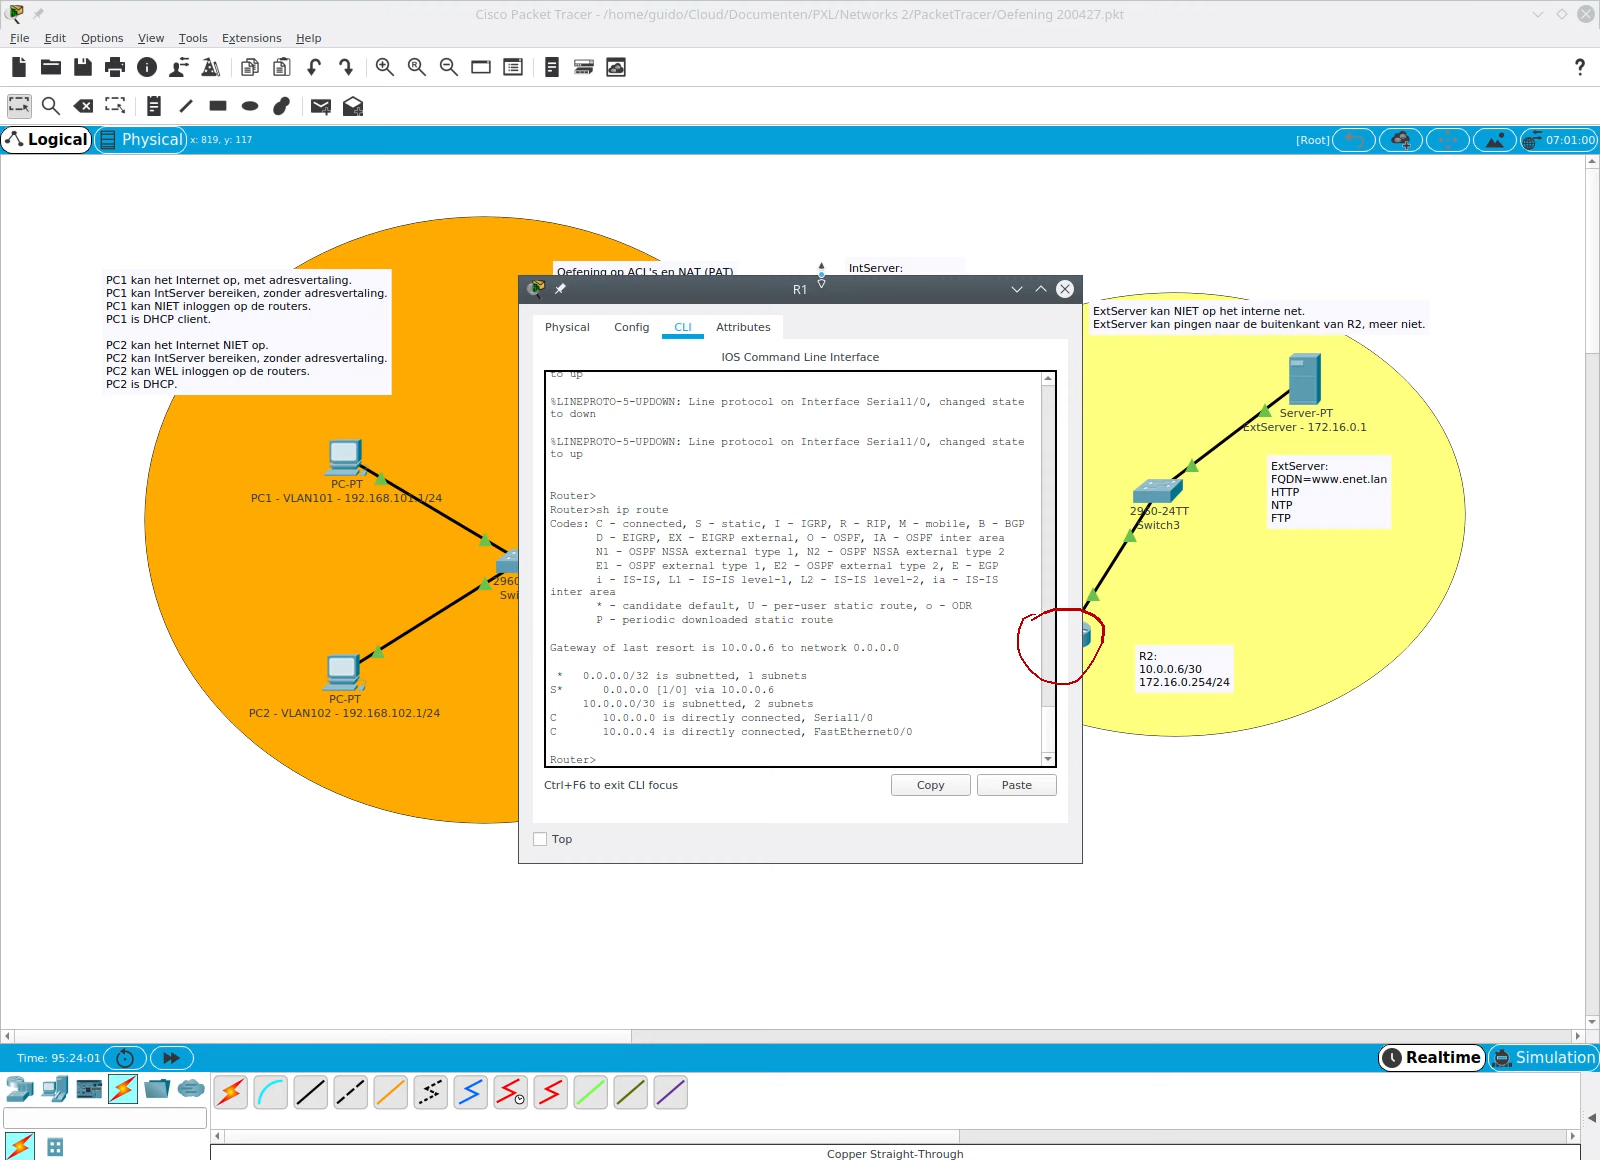 Cisco Packet Tracer - /home/guido/Cloud/Documenten/PXL/Networks 2/PacketTracer/Oefening 200427.pkt
File Edit Options View Tools Extensions Help
?
Logical Physical x: 819, y: 117
[Root] 07:01:00
PC1 kan het Internet op, met adresvertaling.
PC1 kan IntServer bereiken, zonder adresvertaling.
PC1 kan NIET inloggen op de routers.
PC1 is DHCP client.
PC2 kan het Internet NIET op.
PC2 kan IntServer bereiken, zonder adresvertaling.
PC2 kan WEL inloggen op de routers.
PC2 is DHCP.
Oefening op ACL's en NAT (PAT)
IntServer:
PC-PT
PC1 - VLAN101 - 192.168.101.1/24
2960
Swi
PC-PT
PC2 - VLAN102 - 192.168.102.1/24
R1
Physical Config CLI Attributes
IOS Command Line Interface
to up
%LINEPROTO-5-UPDOWN: Line protocol on Interface Serial1/0, changed state
to down
%LINEPROTO-5-UPDOWN: Line protocol on Interface Serial1/0, changed state
to up
Router>
Router>sh ip route
Codes: C - connected, S - static, I - IGRP, R - RIP, M - mobile, B - BGP
D - EIGRP, EX - EIGRP external, O - OSPF, IA - OSPF inter area
N1 - OSPF NSSA external type 1, N2 - OSPF NSSA external type 2
E1 - OSPF external type 1, E2 - OSPF external type 2, E - EGP
i - IS-IS, L1 - IS-IS level-1, L2 - IS-IS level-2, ia - IS-IS
inter area
* - candidate default, U - per-user static route, o - ODR
P - periodic downloaded static route
Gateway of last resort is 10.0.0.6 to network 0.0.0.0
* 0.0.0.0/32 is subnetted, 1 subnets
S* 0.0.0.0 [1/0] via 10.0.0.6
10.0.0.0/30 is subnetted, 2 subnets
C 10.0.0.0 is directly connected, Serial1/0
C 10.0.0.4 is directly connected, FastEthernet0/0
Router>
Ctrl+F6 to exit CLI focus
Copy Paste
Top
ExtServer kan NIET op het interne net.
ExtServer kan pingen naar de buitenkant van R2, meer niet.
Server-PT
ExtServer - 172.16.0.1
ExtServer:
FQDN=www.enet.lan
HTTP
NTP
FTP
2960-24TT
Switch3
R2:
10.0.0.6/30
172.16.0.254/24
Time: 95:24:01
Realtime Simulation
Copper Straight-Through